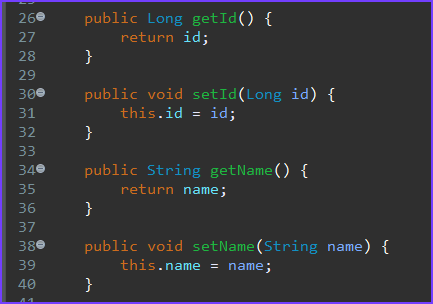 26 public Long getId() {
27 return id;
28 }
29
30 public void setId(Long id) {
31 this.id = id;
32 }
33
34 public String getName() {
35 return name;
36 }
37
38 public void setName(String name) {
39 this.name = name;
40 }